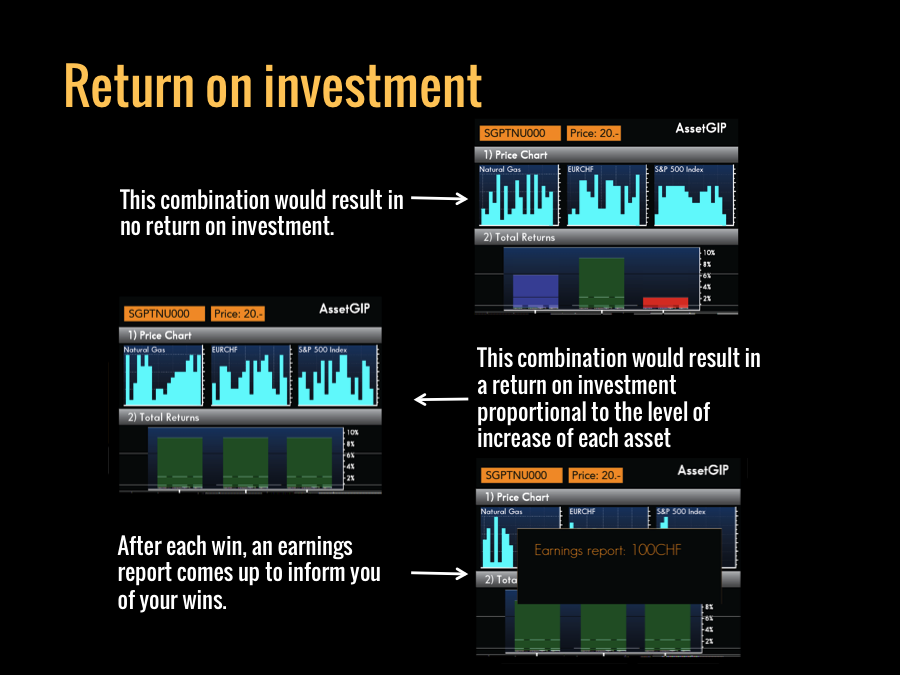 Return on investment
SGPTNU000 Price: 20.- AssetGIP
1) Price Chart
Natural Gas EURCHF S&P 500 Index
2) Total Returns
10%
8%
6%
4%
2%
This combination would result in
no return on investment.
SGPTNU000 Price: 20.- AssetGIP
1) Price Chart
Natural Gas EURCHF S&P 500 Index
2) Total Returns
10%
8%
6%
4%
2%
This combination would result in
a return on investment
proportional to the level of
increase of each asset
After each win, an earnings
report comes up to inform you
of your wins.
SGPTNU000 Price: 20.- AssetGIP
1) Price Chart
Natural Gas EURCHF S&P 500 Index
Earnings report: 100CHF
2) Tota
8%
6%
4%
2%